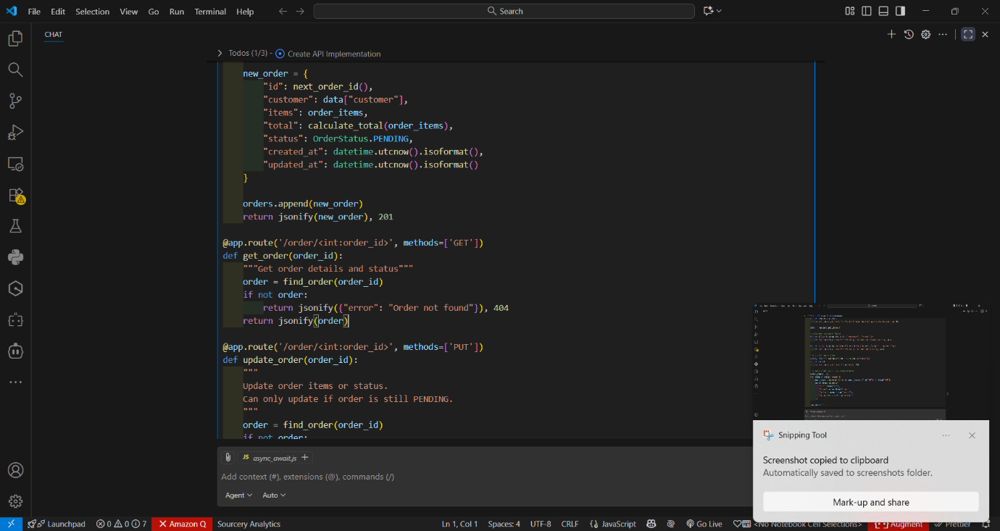 File Edit Selection View Go Run Terminal Help Search
CHAT
Todos (1/3) - Create API Implementation
new_order = {
"id": next_order_id(),
"customer": data["customer"],
"items": order_items,
"total": calculate_total(order_items),
"status": OrderStatus.PENDING,
"created_at": datetime.utcnow().isoformat(),
"updated_at": datetime.utcnow().isoformat()
}
orders.append(new_order)
return jsonify(new_order), 201
@app.route('/order/<int:order_id>', methods=['GET'])
def get_order(order_id):
"""Get order details and status"""
order = find_order(order_id)
if not order:
return jsonify({"error": "Order not found"}), 404
return jsonify(order)
@app.route('/order/<int:order_id>', methods=['PUT'])
def update_order(order_id):
"""
Update order items or status.
Can only update if order is still PENDING.
"""
order = find_order(order_id)
if not order:
JS async_await.js +
Add context (#), extensions (@), commands (/)
Agent Auto
Snipping Tool
Screenshot copied to clipboard
Automatically saved to screenshots folder.
Mark-up and share
Launchpad 0 0 7 Amazon Q Sourcery Analytics Ln 1, Col 1 Spaces: 4 UTF-8 CRLF {} JavaScript Go Live <No Notebook Cell Selections> Augment Prettier